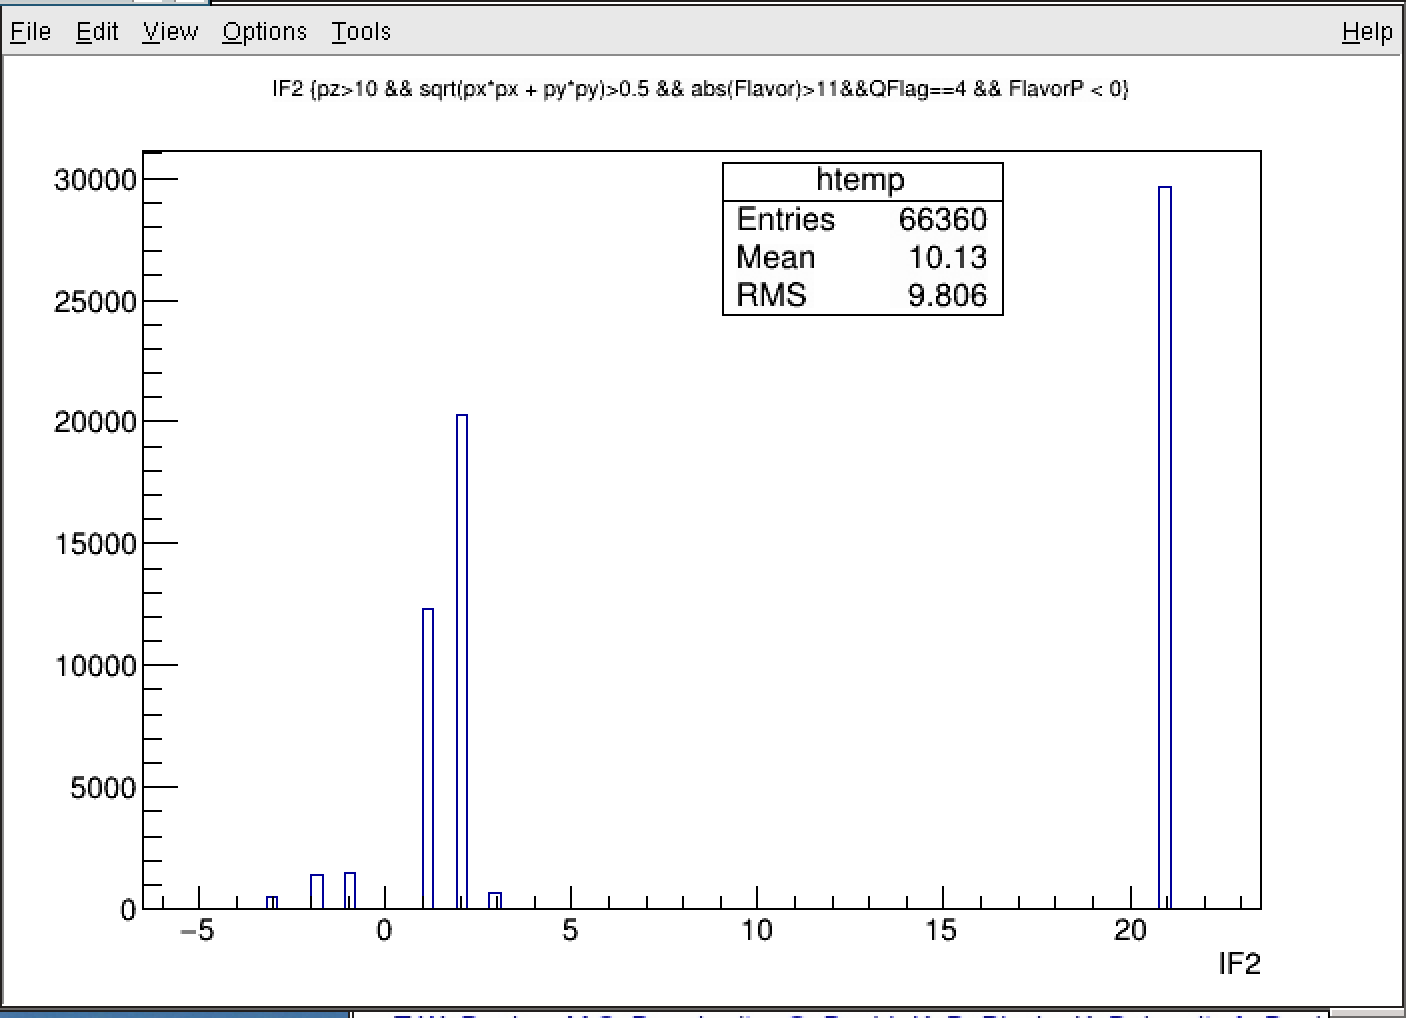 File Edit View Options Tools Help
IF2 {pz>10 && sqrt(px*px + py*py)>0.5 && abs(Flavor)>11&&QFlag==4 && FlavorP < 0}
htemp
Entries 66360
Mean 10.13
RMS 9.806
30000
25000
20000
15000
10000
5000
0
−5 0 5 10 15 20
IF2